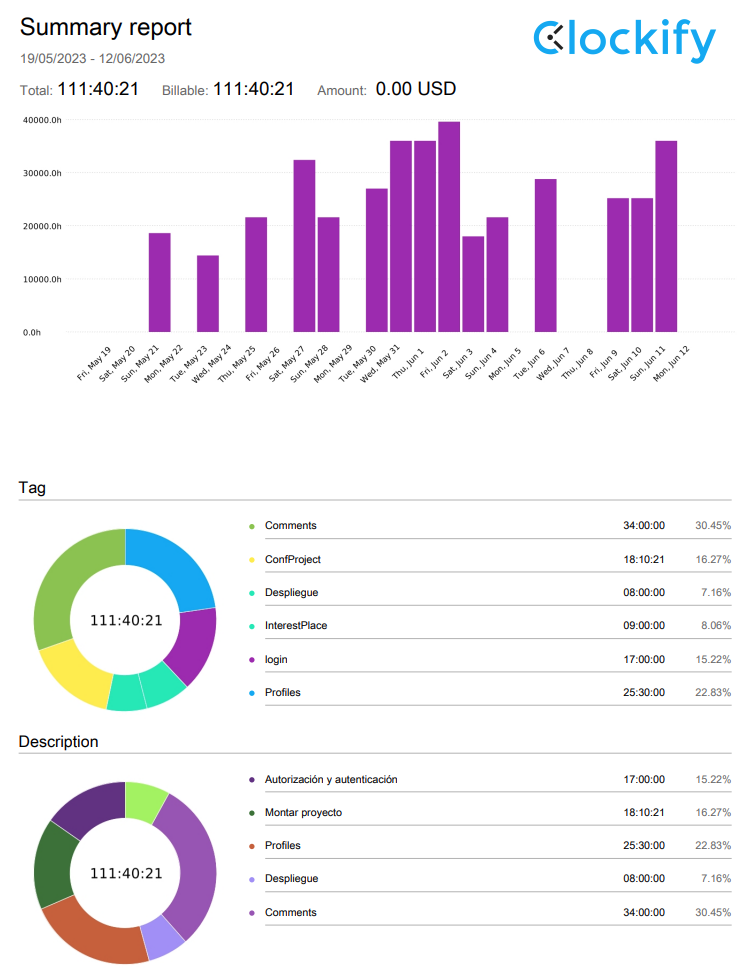 Summary report
Clockify
19/05/2023 - 12/06/2023
Total: 111:40:21 Billable: 111:40:21 Amount: 0.00 USD
40000.0h
30000.0h
20000.0h
10000.0h
0.0h
Fri, May 19
Sat, May 20
Sun, May 21
Mon, May 22
Tue, May 23
Wed, May 24
Thu, May 25
Fri, May 26
Sat, May 27
Sun, May 28
Mon, May 29
Tue, May 30
Wed, May 31
Thu, Jun 1
Fri, Jun 2
Sat, Jun 3
Sun, Jun 4
Mon, Jun 5
Tue, Jun 6
Wed, Jun 7
Thu, Jun 8
Fri, Jun 9
Sat, Jun 10
Sun, Jun 11
Mon, Jun 12
Tag
111:40:21
Comments 34:00:00 30.45%
ConfProject 18:10:21 16.27%
Despliegue 08:00:00 7.16%
InterestPlace 09:00:00 8.06%
login 17:00:00 15.22%
Profiles 25:30:00 22.83%
Description
111:40:21
Autorización y autenticación 17:00:00 15.22%
Montar proyecto 18:10:21 16.27%
Profiles 25:30:00 22.83%
Despliegue 08:00:00 7.16%
Comments 34:00:00 30.45%